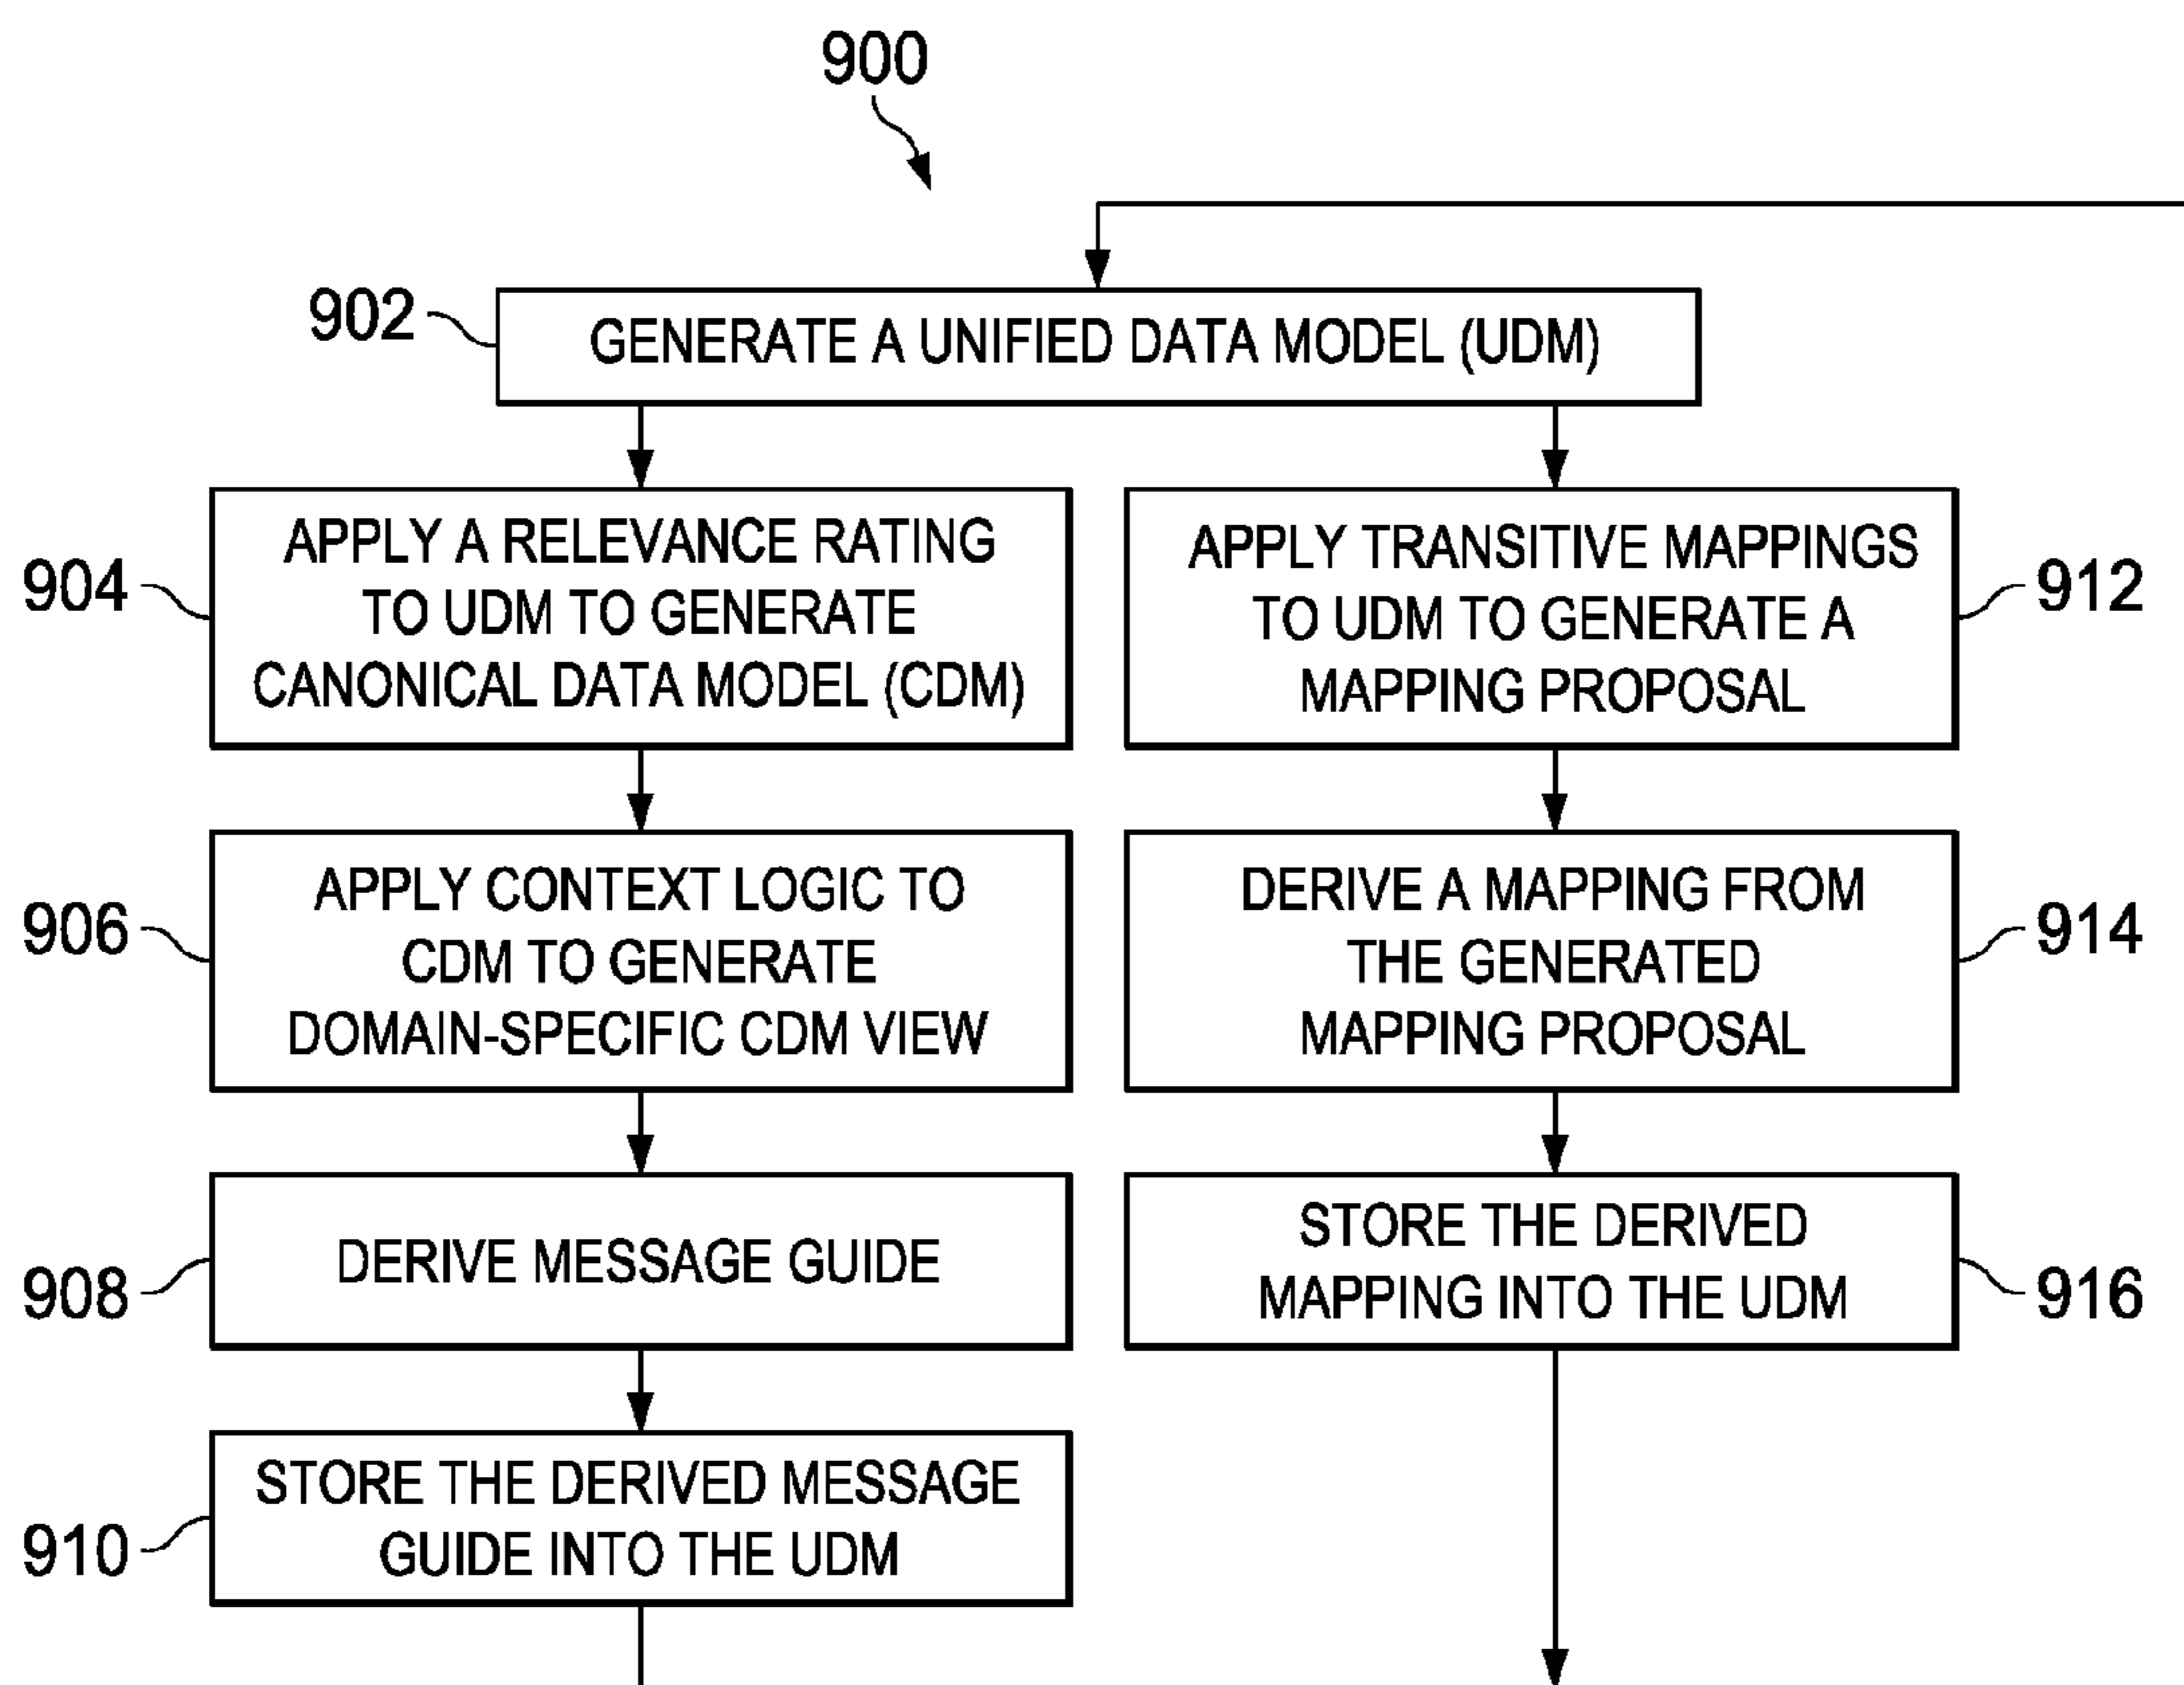 900
902
GENERATE A UNIFIED DATA MODEL (UDM)
904
APPLY A RELEVANCE RATING
TO UDM TO GENERATE
CANONICAL DATA MODEL (CDM)
APPLY TRANSITIVE MAPPINGS
TO UDM TO GENERATE A
MAPPING PROPOSAL
912
906
APPLY CONTEXT LOGIC TO
CDM TO GENERATE
DOMAIN-SPECIFIC CDM VIEW
DERIVE A MAPPING FROM
THE GENERATED
MAPPING PROPOSAL
914
908
DERIVE MESSAGE GUIDE
STORE THE DERIVED
MAPPING INTO THE UDM
916
910
STORE THE DERIVED MESSAGE
GUIDE INTO THE UDM